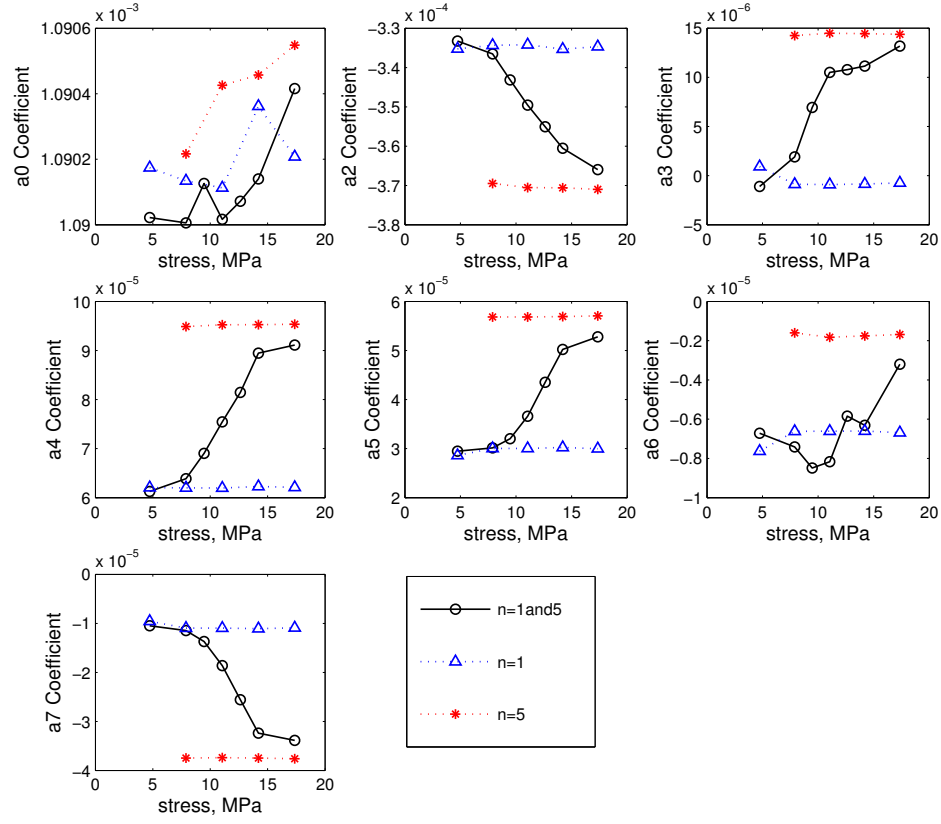 x 10⁻³
1.0906
1.0904
1.0902
1.09
a0 Coefficient
0 5 10 15 20
stress, MPa
x 10⁻⁴
−3.3
−3.4
−3.5
−3.6
−3.7
−3.8
a2 Coefficient
0 5 10 15 20
stress, MPa
x 10⁻⁶
15
10
5
0
−5
a3 Coefficient
0 5 10 15 20
stress, MPa
x 10⁻⁵
10
9
8
7
6
a4 Coefficient
0 5 10 15 20
stress, MPa
x 10⁻⁵
6
5
4
3
2
a5 Coefficient
0 5 10 15 20
stress, MPa
x 10⁻⁵
0
−0.2
−0.4
−0.6
−0.8
−1
a6 Coefficient
0 5 10 15 20
stress, MPa
x 10⁻⁵
0
−1
−2
−3
−4
a7 Coefficient
0 5 10 15 20
stress, MPa
n=1and5
n=1
n=5